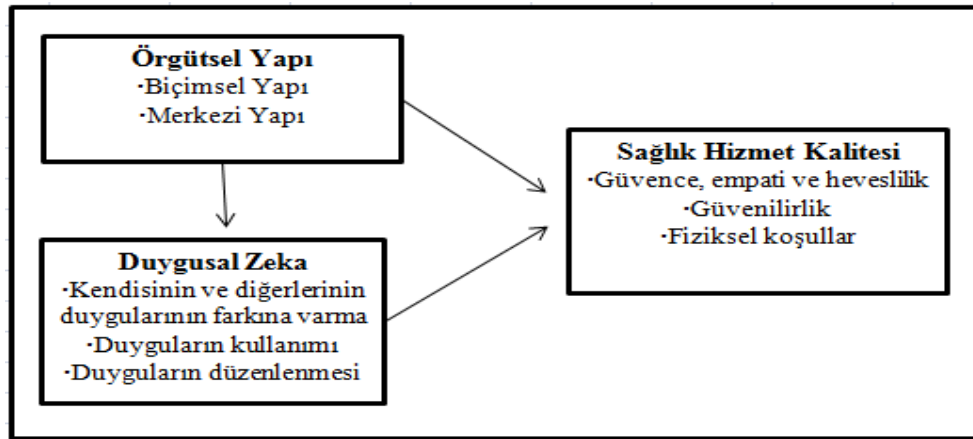 Örgütsel Yapı
·Biçimsel Yapı
·Merkezi Yapı
Sağlık Hizmet Kalitesi
·Güvence, empati ve heveslilik
·Güvenilirlik
·Fiziksel koşullar
Duygusal Zeka
·Kendisinin ve diğerlerinin
duygularının farkına varma
·Duyguların kullanımı
·Duyguların düzenlenmesi